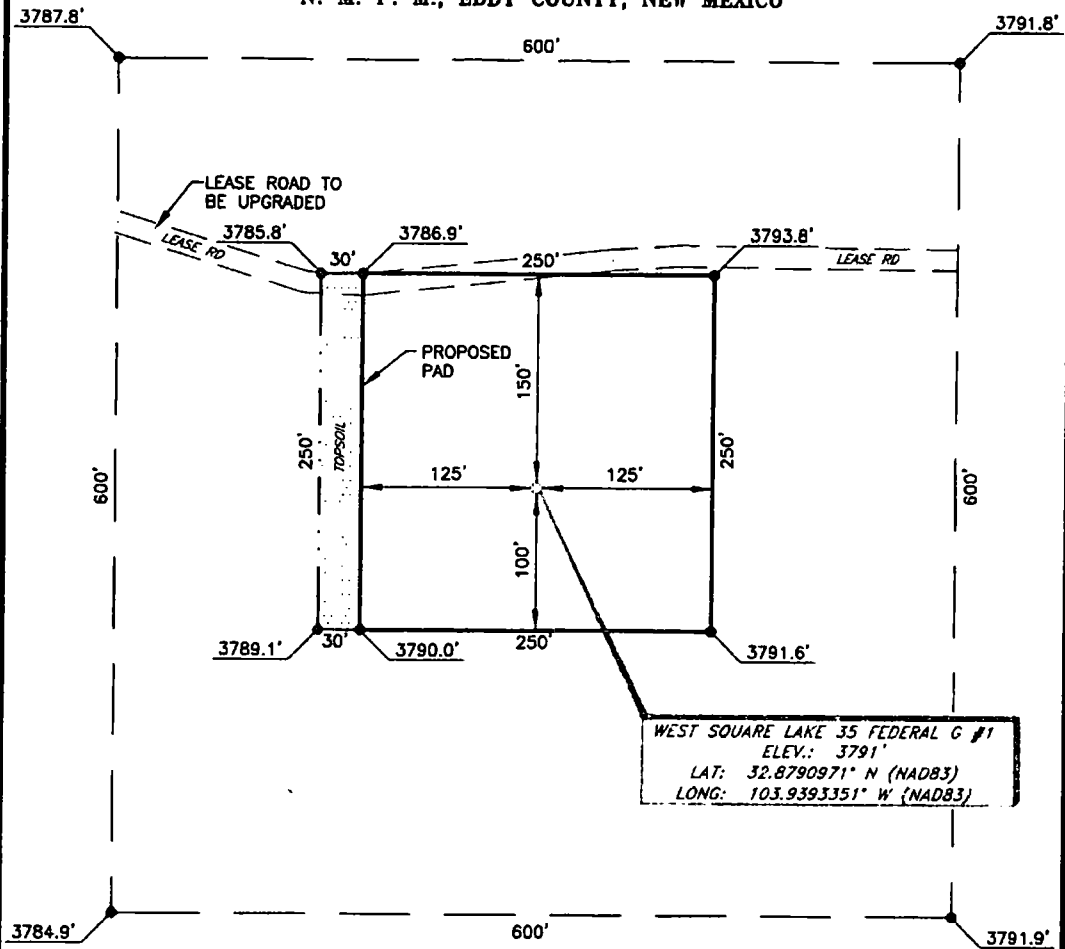 N. M. P. M., EDDY COUNTY, NEW MEXICO
3787.8'
3791.8'
600'
LEASE ROAD TO
BE UPGRADED
LEASE RD
3785.8'
3786.9'
3793.8'
30'
250'
LEASE RD
PROPOSED
PAD
150'
250'
TOPSOIL
250'
125'
125'
600'
600'
100'
3789.1'
30'
3790.0'
250'
3791.6'
WEST SQUARE LAKE 35 FEDERAL G #1
ELEV.: 3791'
LAT: 32.8790971° N (NAD83)
LONG: 103.9393351° W (NAD83)
3784.9'
600'
3791.9'